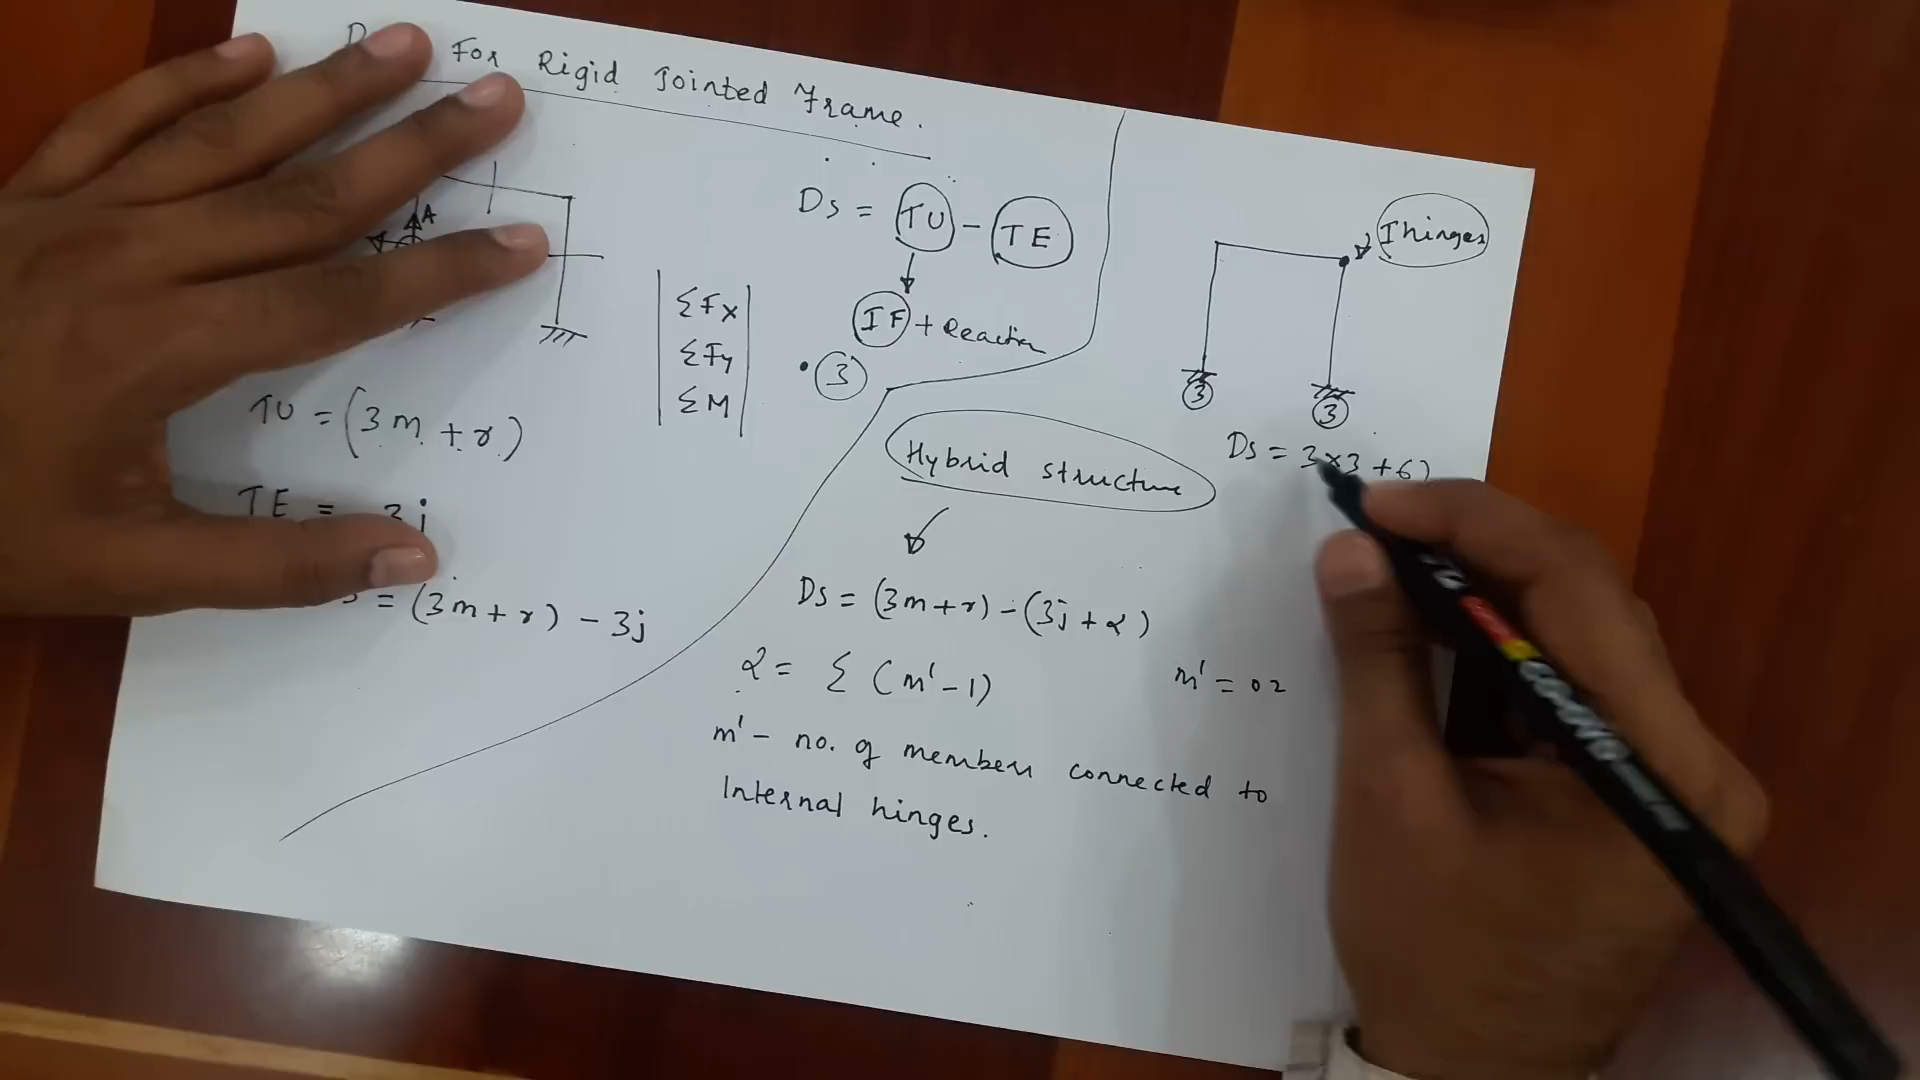 For Rigid Jointed Frame.
Ds = TU - TE
IF + Reaction
A
ΣFx
ΣFy
ΣM
3
TU = (3m + r)
TE = 3j
= (3m + r) - 3j
I hinges
3
3
Ds = 3×3 + 6)
Hybrid structure
Ds = (3m + r) - (3j + α)
α = Σ (m' - 1)
m' = 02
m' - no. of members connected to
Internal hinges.